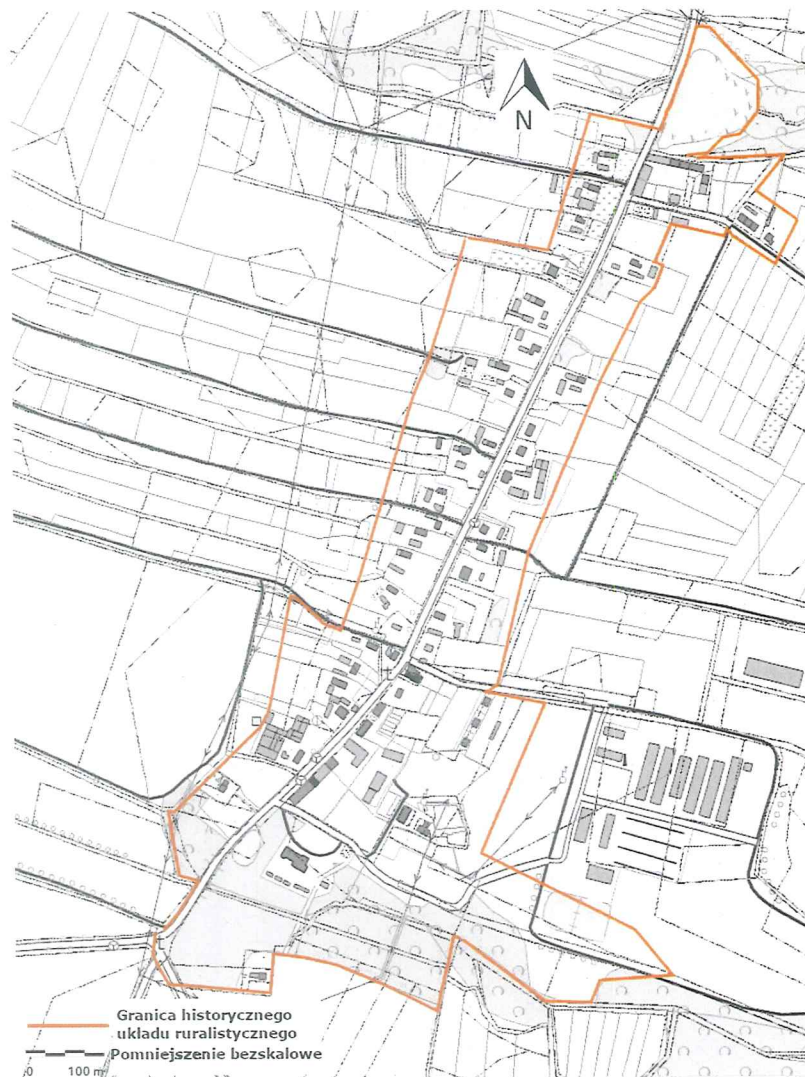 N
Granica historycznego
układu ruralistycznego
Pomniejszenie bezskalowe
0 100 m